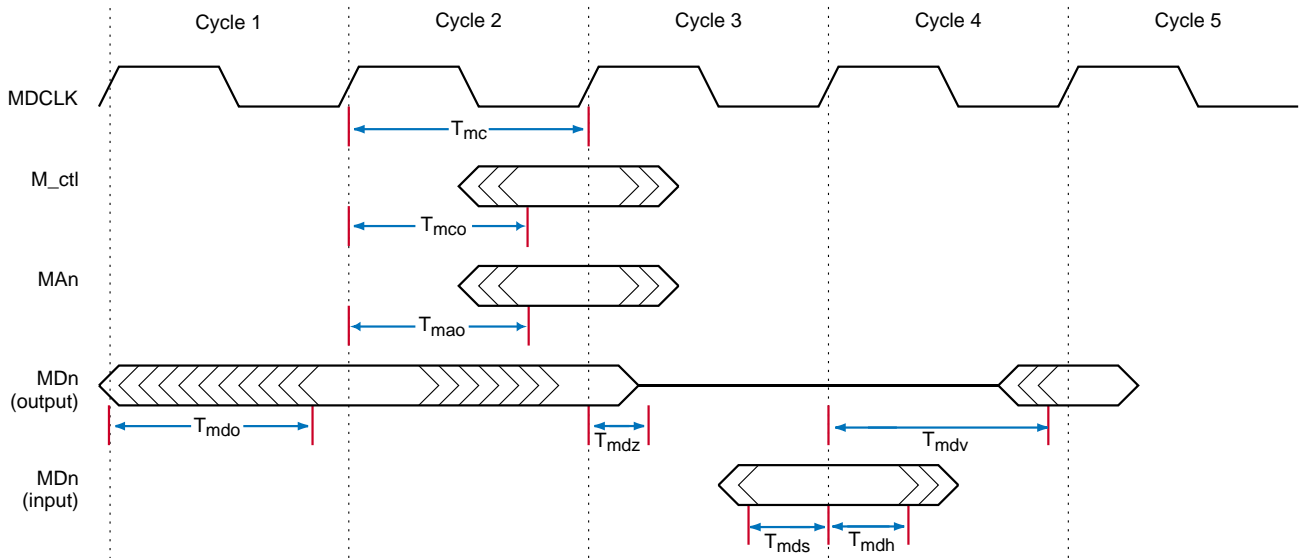 Cycle 1 Cycle 2 Cycle 3 Cycle 4 Cycle 5
MDCLK
Tmc
M_ctl
Tmco
MAn
Tmao
MDn
(output)
Tmdo Tmdz Tmdv
MDn
(input)
Tmds Tmdh